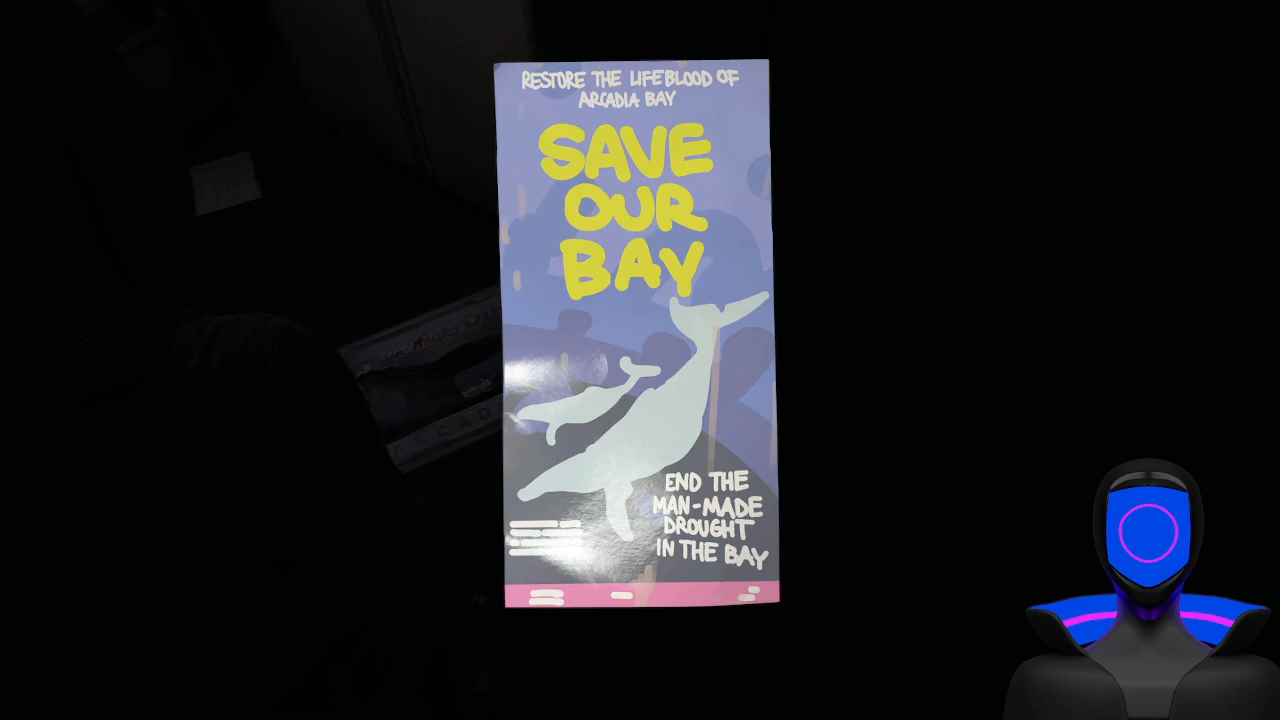 RESTORE THE LIFEBLOOD OF
ARCADIA BAY
SAVE
OUR
BAY
END THE
MAN-MADE
DROUGHT
IN THE BAY